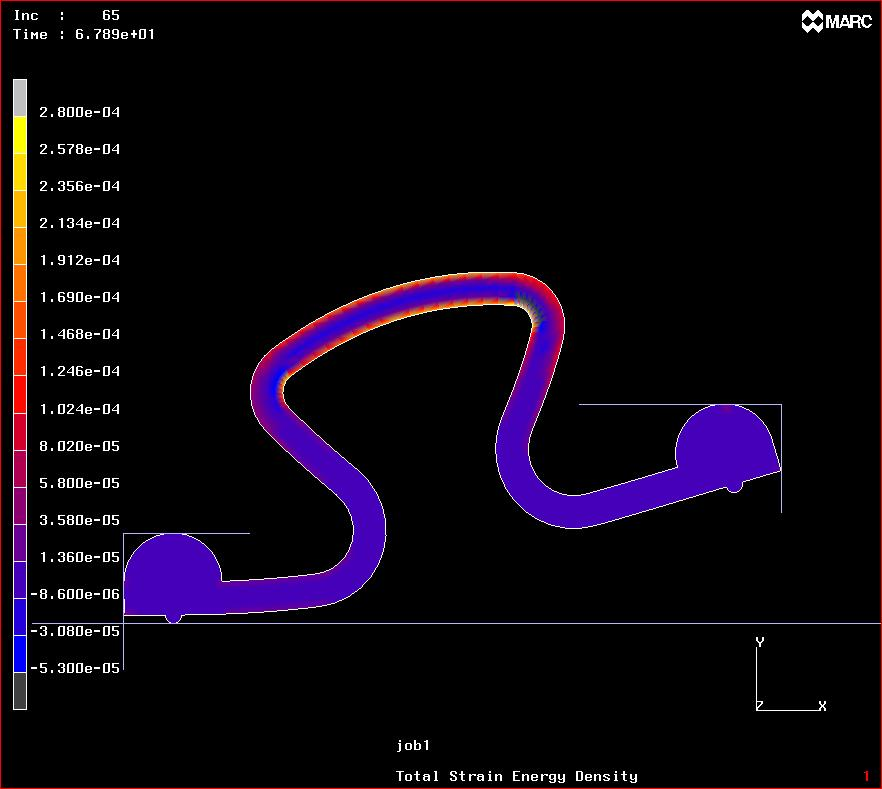 Inc  :     65
Time : 6.789e+01
MARC
2.800e-04
2.578e-04
2.356e-04
2.134e-04
1.912e-04
1.690e-04
1.468e-04
1.246e-04
1.024e-04
8.020e-05
5.800e-05
3.580e-05
1.360e-05
-8.600e-06
-3.080e-05
-5.300e-05
Y
Z X
job1
Total Strain Energy Density
1